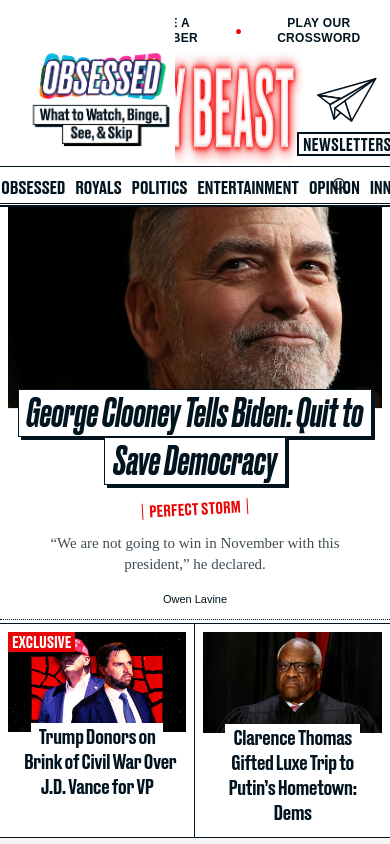 E A
BER
PLAY OUR
CROSSWORD
OBSESSED
What to Watch, Binge,
See, & Skip
Y BEAST
NEWSLETTERS
OBSESSED ROYALS POLITICS ENTERTAINMENT OPINION INN
George Clooney Tells Biden: Quit to
Save Democracy
PERFECT STORM
“We are not going to win in November with this
president,” he declared.
Owen Lavine
EXCLUSIVE
Trump Donors on
Brink of Civil War Over
J.D. Vance for VP
Clarence Thomas
Gifted Luxe Trip to
Putin’s Hometown:
Dems